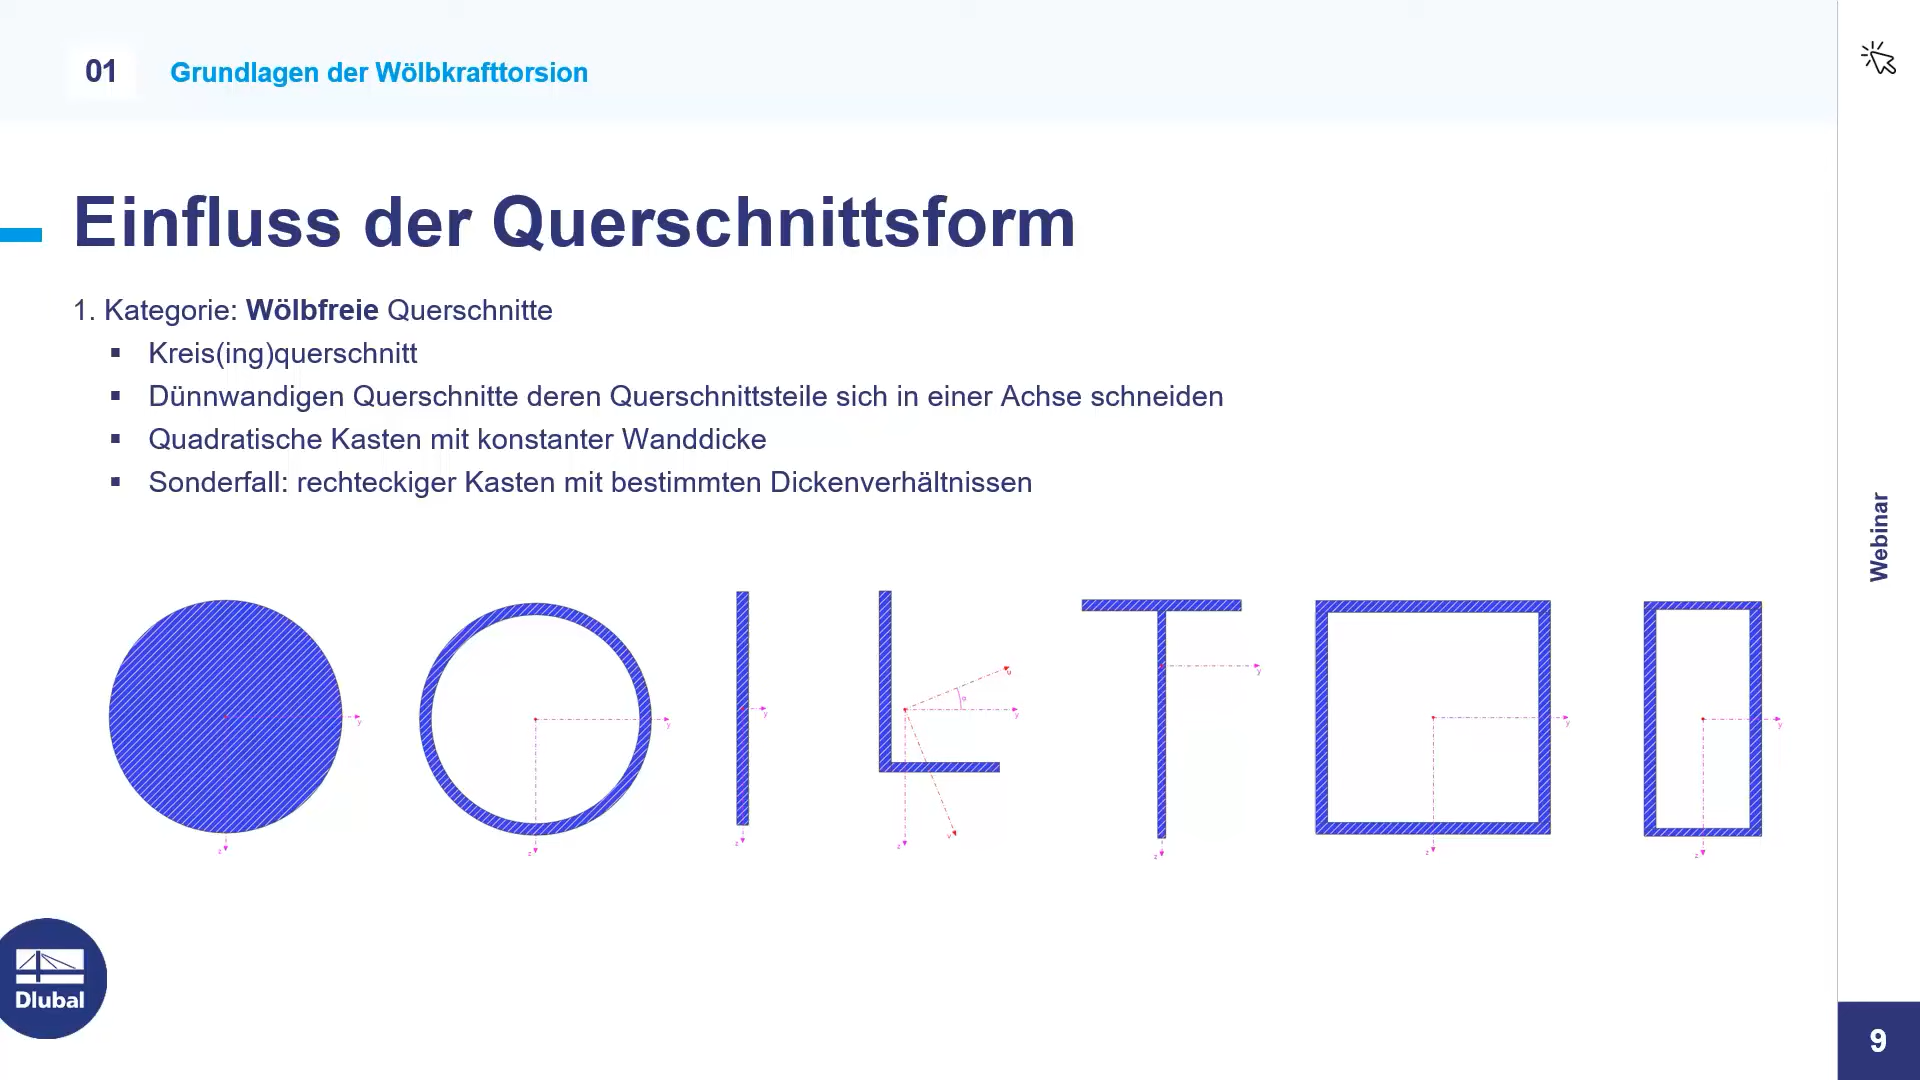 01
Grundlagen der Wölbkrafttorsion
Einfluss der Querschnittsform
1. Kategorie: Wölbfreie Querschnitte
▪ Kreis(ing)querschnitt
▪ Dünnwandigen Querschnitte deren Querschnittsteile sich in einer Achse schneiden
▪ Quadratische Kasten mit konstanter Wanddicke
▪ Sonderfall: rechteckiger Kasten mit bestimmten Dickenverhältnissen
Webinar
y
z
y
z
y
z
u
α
y
z
v
y
z
y
z
y
z
Dlubal
9